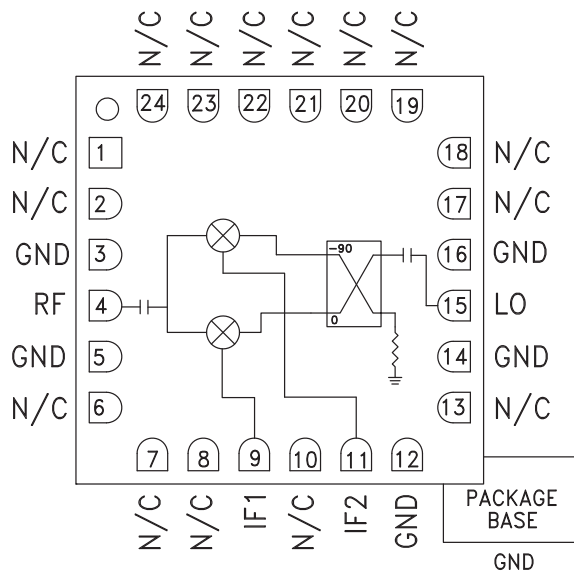 N/C N/C N/C N/C N/C N/C
24 23 22 21 20 19
N/C 1 18 N/C
N/C 2 17 N/C
GND 3 16 GND
-90
RF 4 15 LO
0
GND 5 14 GND
N/C 6 13 N/C
7 8 9 10 11 12
N/C N/C IF1 N/C IF2 GND
PACKAGE
BASE
GND